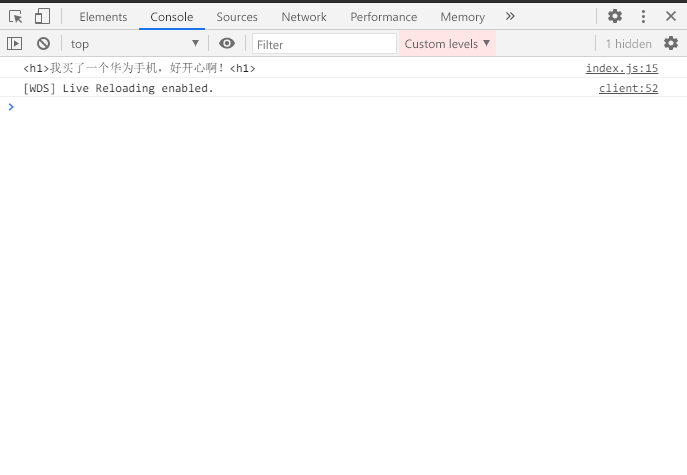 Elements Console Sources Network Performance Memory »
top Filter Custom levels 1 hidden
<h1>我买了一个华为手机，好开心啊！<h1> index.js:15
[WDS] Live Reloading enabled. client:52